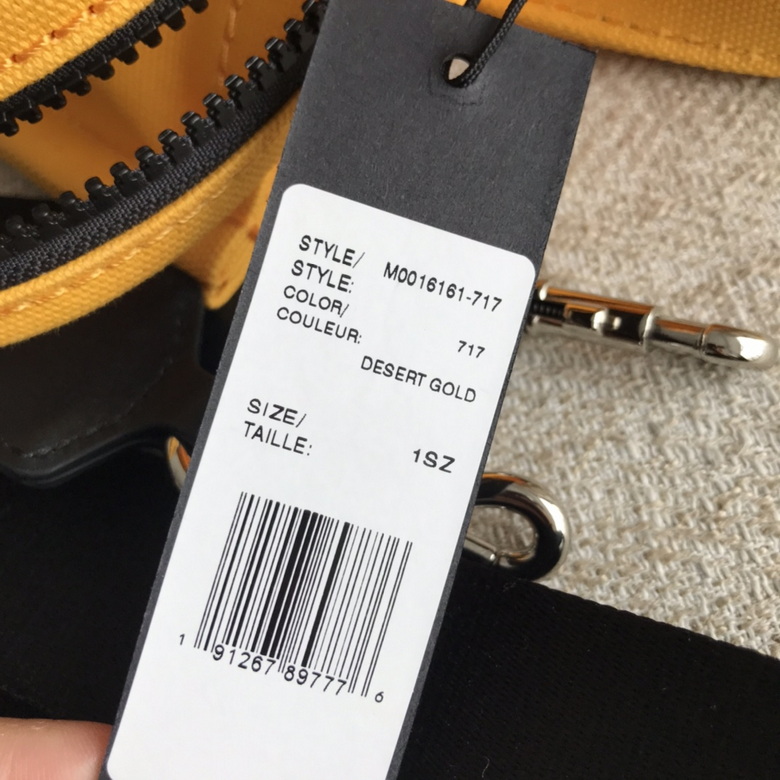 STYLE/
STYLE: M0016161-717
COLOR/
COULEUR: 717
DESERT GOLD
SIZE/
TAILLE: 1SZ
1 91267 89777 6